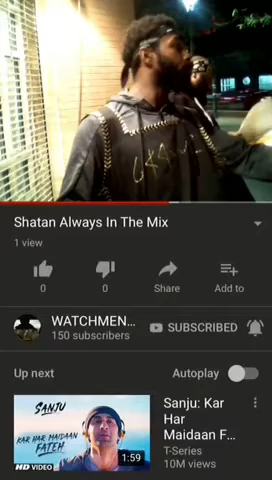 Shatan Always In The Mix
1 view
0
0
Share
Add to
WATCHMEN...
SUBSCRIBED
150 subscribers
Up next
Autoplay
SANJU
KAR HAR MAIDAAN
FATEH
HD VIDEO
1:59
Sanju: Kar
Har
Maidaan F...
T-Series
10M views